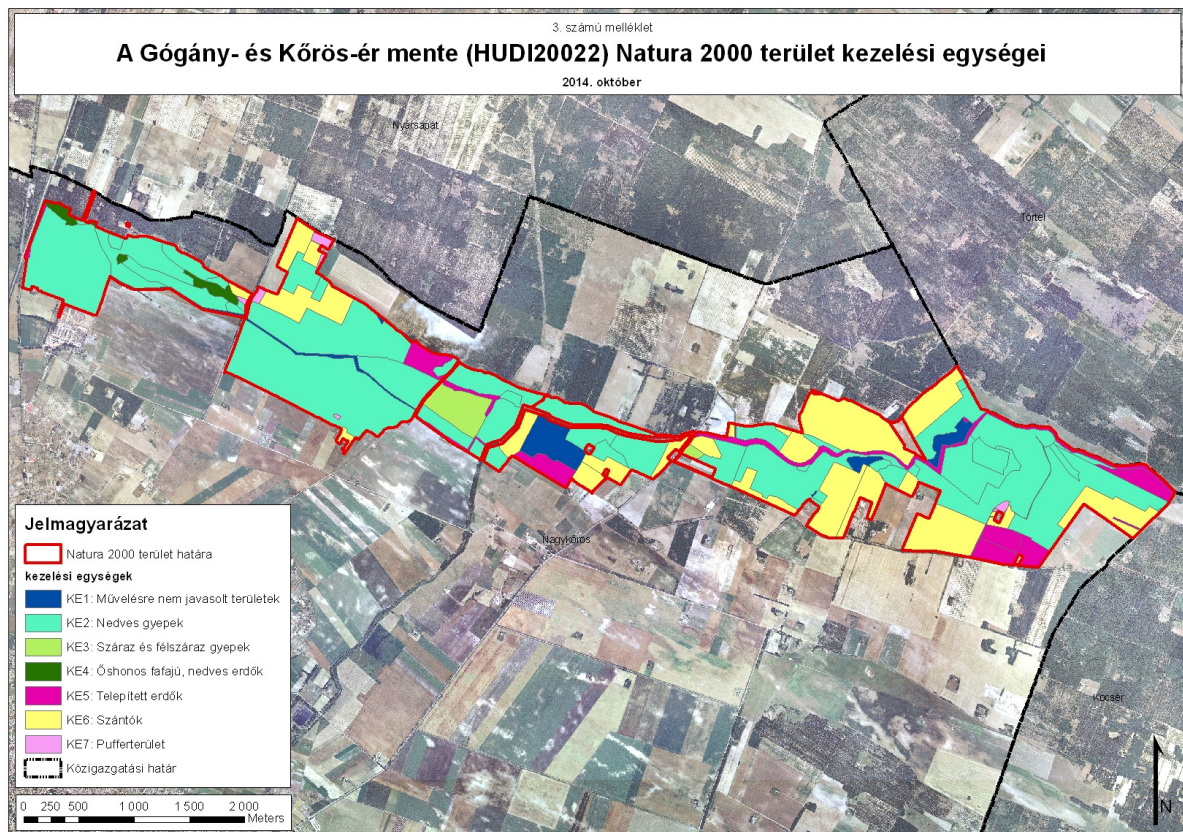 3. számú melléklet
A Gógány- és Kőrös-ér mente (HUDI20022) Natura 2000 terület kezelési egységei
2014. október
Nyársapát
Törtel
Nagykőrös
Kocsér
Jelmagyarázat
Natura 2000 terület határa
kezelési egységek
KE1: Művelésre nem javasolt területek
KE2: Nedves gyepek
KE3: Száraz és félszáraz gyepek
KE4: Őshonos fafajú, nedves erdők
KE5: Telepített erdők
KE6: Szántók
KE7: Pufferterület
Közigazgatási határ
0 250 500 1 000 1 500 2 000
Meters
N